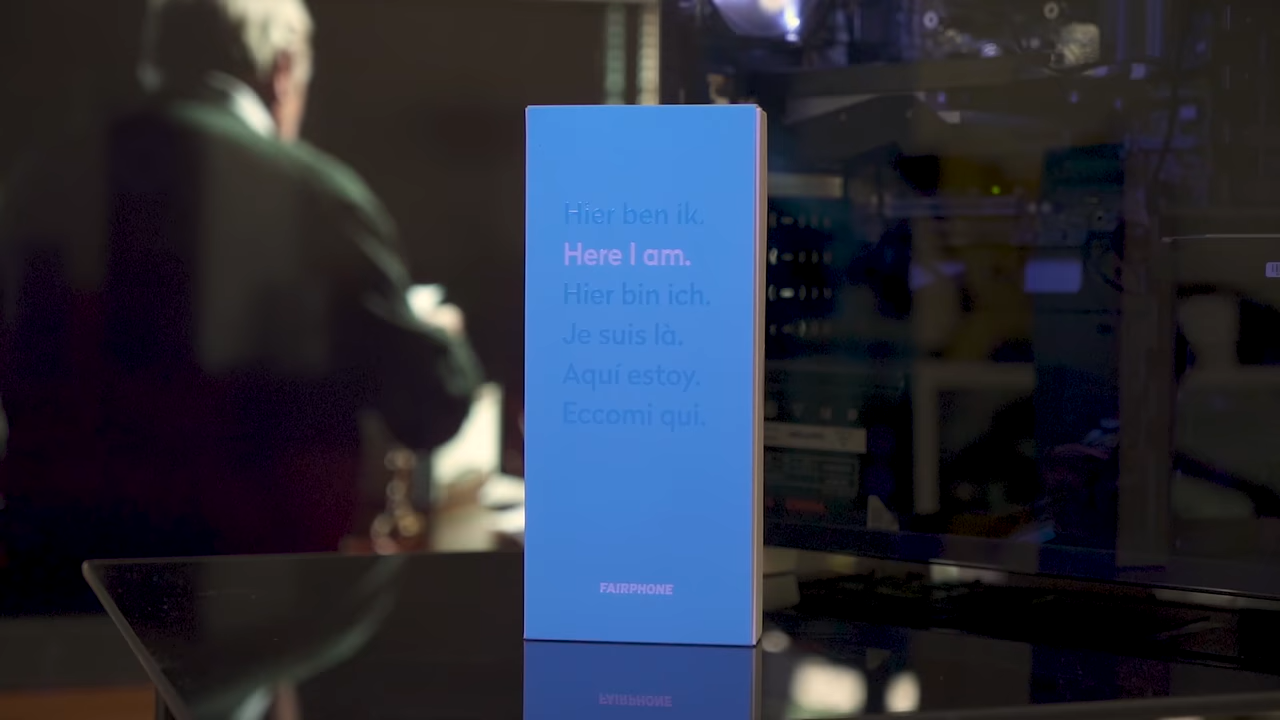 Hier ben ik.
Here I am.
Hier bin ich.
Je suis là.
Aquí estoy.
Eccomi qui.
FAIRPHONE